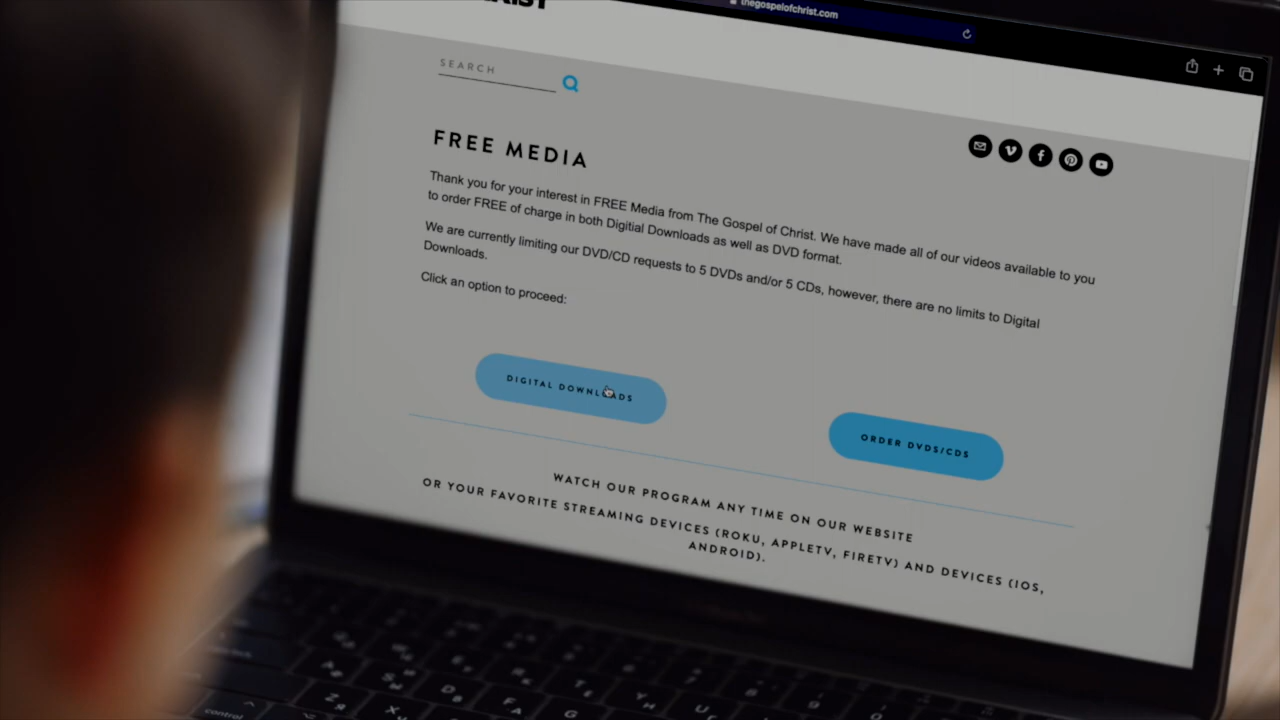 thegospelofchrist.com
SEARCH
FREE MEDIA
Thank you for your interest in FREE Media from The Gospel of Christ. We have made all of our videos available to you
to order FREE of charge in both Digitial Downloads as well as DVD format.
We are currently limiting our DVD/CD requests to 5 DVDs and/or 5 CDs, however, there are no limits to Digital
Downloads.
Click an option to proceed:
DIGITAL DOWNLOADS
ORDER DVDS/CDS
WATCH OUR PROGRAM ANY TIME ON OUR WEBSITE
OR YOUR FAVORITE STREAMING DEVICES (ROKU, APPLETV, FIRETV) AND DEVICES (IOS,
ANDROID).
control